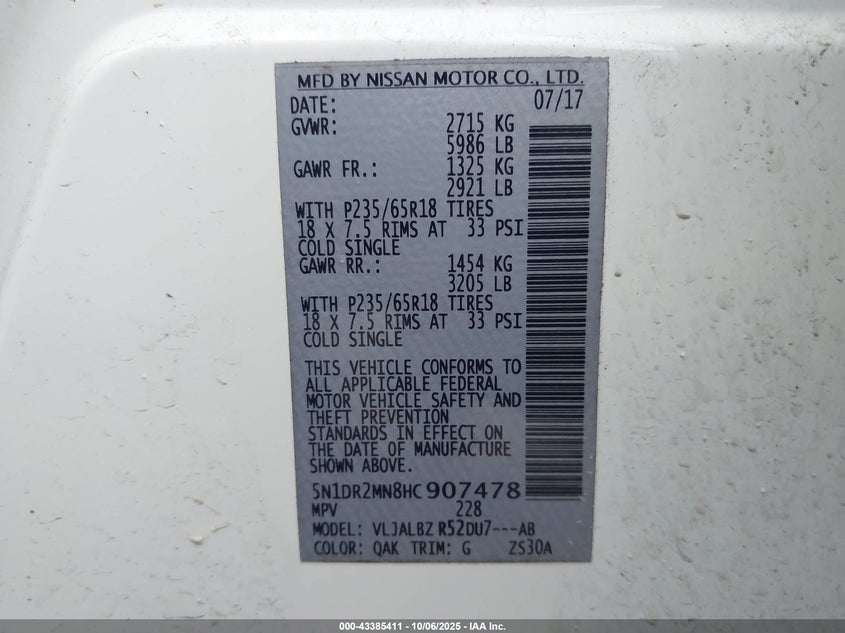 MFD BY NISSAN MOTOR CO., LTD.
DATE: 07/17
GVWR: 2715 KG
5986 LB
GAWR FR.: 1325 KG
2921 LB
WITH P235/65R18 TIRES
18 X 7.5 RIMS AT 33 PSI
COLD SINGLE
GAWR RR.: 1454 KG
3205 LB
WITH P235/65R18 TIRES
18 X 7.5 RIMS AT 33 PSI
COLD SINGLE
THIS VEHICLE CONFORMS TO
ALL APPLICABLE FEDERAL
MOTOR VEHICLE SAFETY AND
THEFT PREVENTION
STANDARDS IN EFFECT ON
THE DATE OF MANUFACTURE
SHOWN ABOVE.
5N1DR2MN8HC907478
MPV 228
MODEL: VLJALBZ R52DU7---AB
COLOR: QAK TRIM: G ZS30A
000-43385411 - 10/06/2025 - IAA Inc.